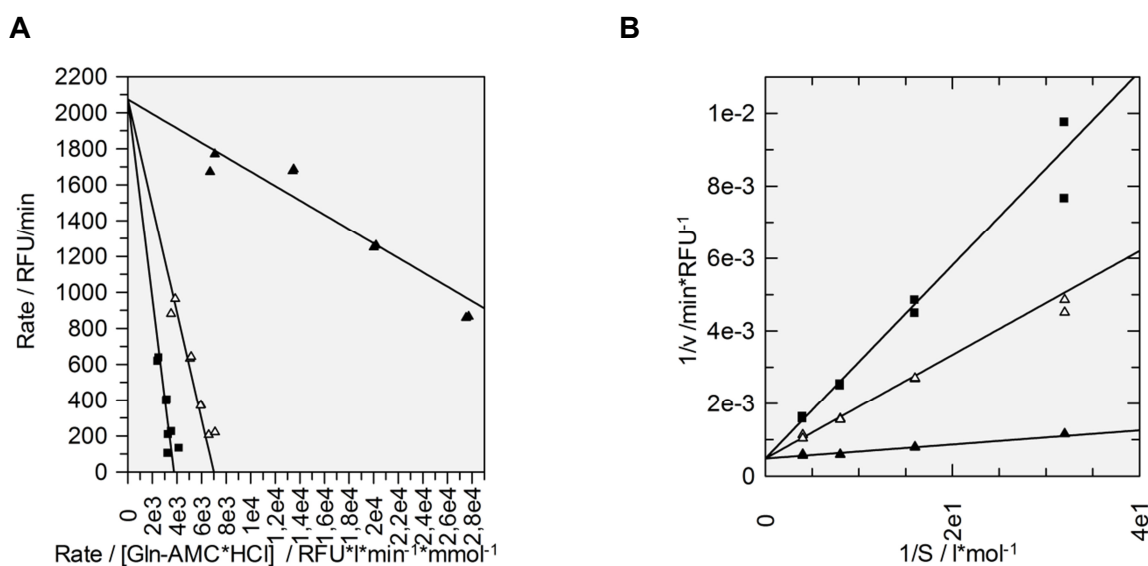 A
2200
2000
1800
1600
1400
1200
1000
800
600
400
200
0
Rate / RFU/min
0
2e3
4e3
6e3
8e3
1e4
1,2e4
1,4e4
1,6e4
1,8e4
2e4
2,2e4
2,4e4
2,6e4
2,8e4
Rate / [Gln-AMC*HCl] / RFU*l*min-1*mmol-1
B
1e-2
8e-3
6e-3
4e-3
2e-3
0
1/v /min*RFU-1
0
2e1
4e1
1/S / l*mol-1